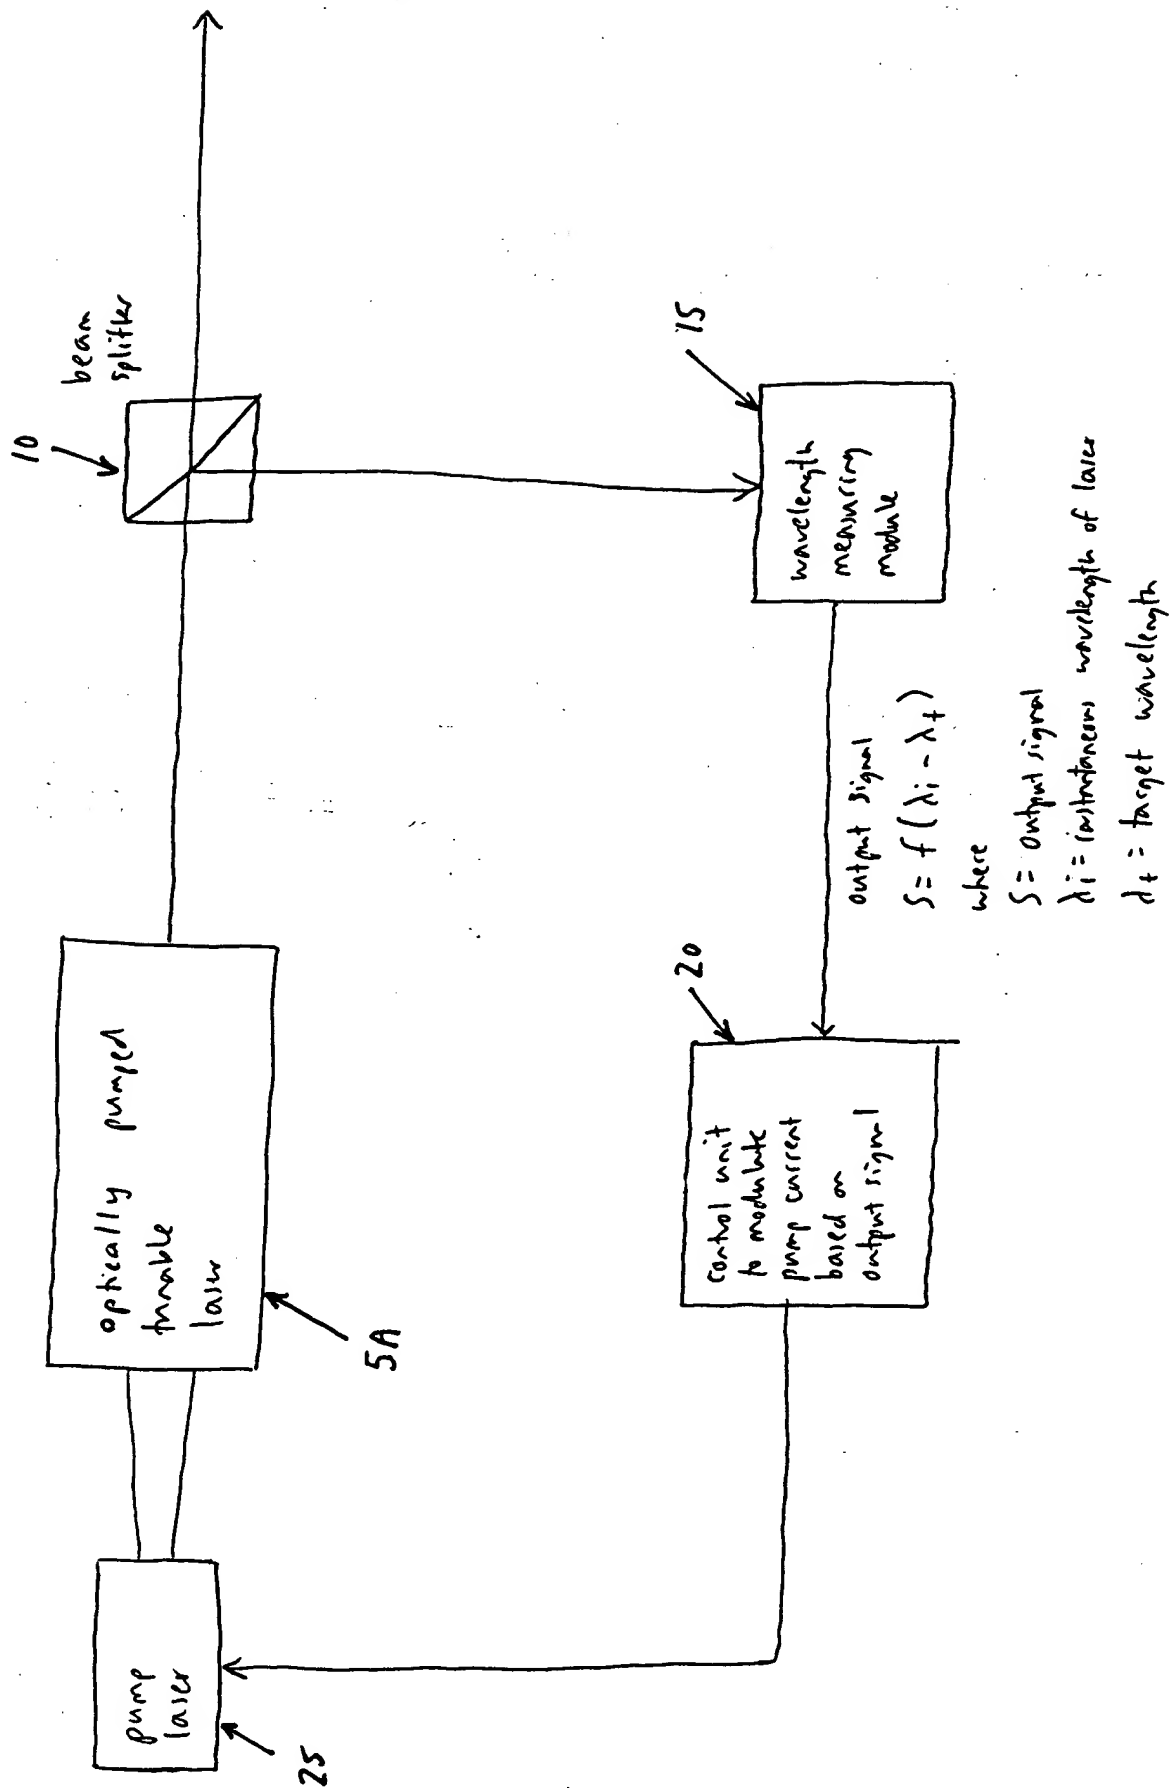 10
beam
splitter
optically pumped
tunable
laser
5A
pump
laser
25
15
wavelength
measuring
module
output signal
S = f (λi - λt)
where
S = output signal
λi = instantaneous wavelength of laser
λt = target wavelength
20
control unit
to modulate
pump current
based on
output signal